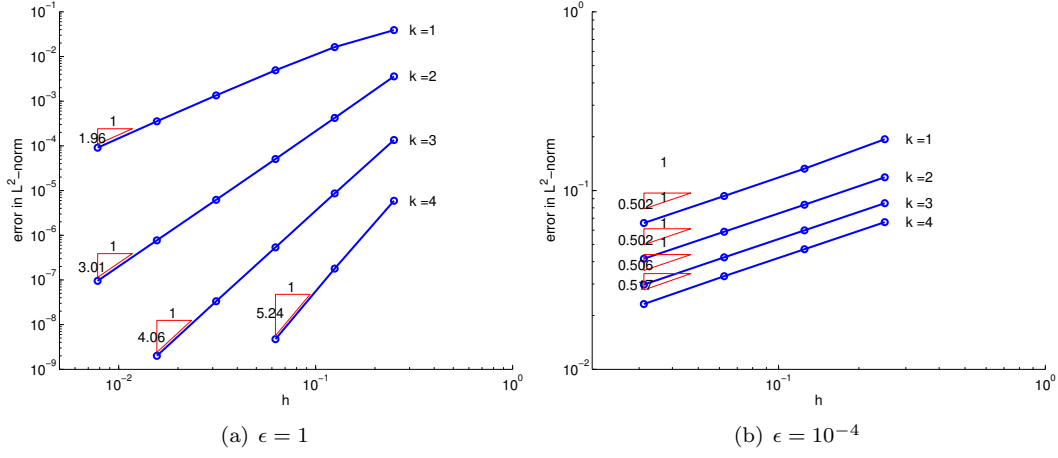 10^-1
10^-2
10^-3
10^-4
10^-5
10^-6
10^-7
10^-8
10^-9
error in L^2−norm
k =1
k =2
k =3
k =4
1
1.96
1
3.01
1
4.06
1
5.24
10^-2
10^-1
10^0
h
(a) ϵ = 1
10^0
10^-1
10^-2
error in L^2−norm
k =1
k =2
k =3
k =4
1
1
0.502
1
0.502
1
0.506
0.517
10^-1
10^0
h
(b) ϵ = 10^-4